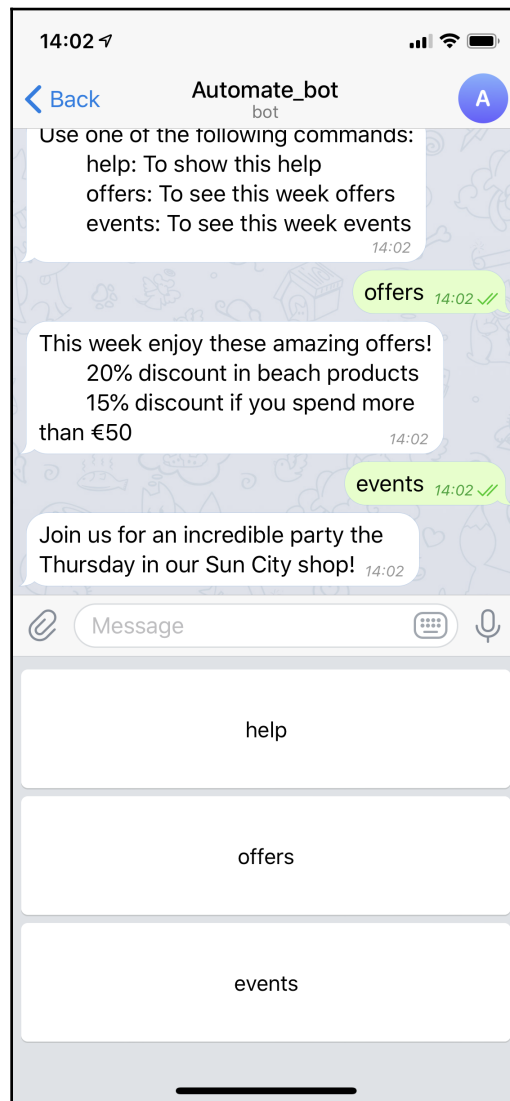 14:02
Back
Automate_bot
bot
A
Use one of the following commands:
help: To show this help
offers: To see this week offers
events: To see this week events
14:02
offers 14:02
This week enjoy these amazing offers!
20% discount in beach products
15% discount if you spend more
than €50 14:02
events 14:02
Join us for an incredible party the
Thursday in our Sun City shop! 14:02
Message
help
offers
events